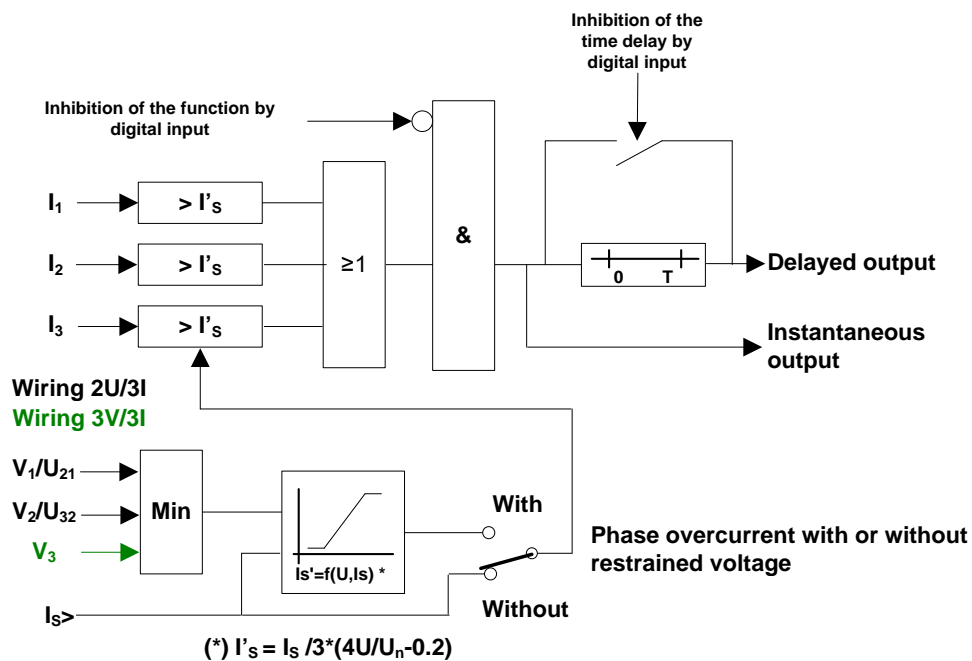 Inhibition of the
time delay by
digital input
Inhibition of the function by
digital input
I1
> I's
I2
> I's
I3
> I's
≥1
&
0 T
Delayed output
Instantaneous
output
Wiring 2U/3I
Wiring 3V/3I
V1/U21
V2/U32
V3
Min
Is'=f(U,Is) *
With
Without
Phase overcurrent with or without
restrained voltage
IS>
(*) I'S = IS /3*(4U/Un-0.2)